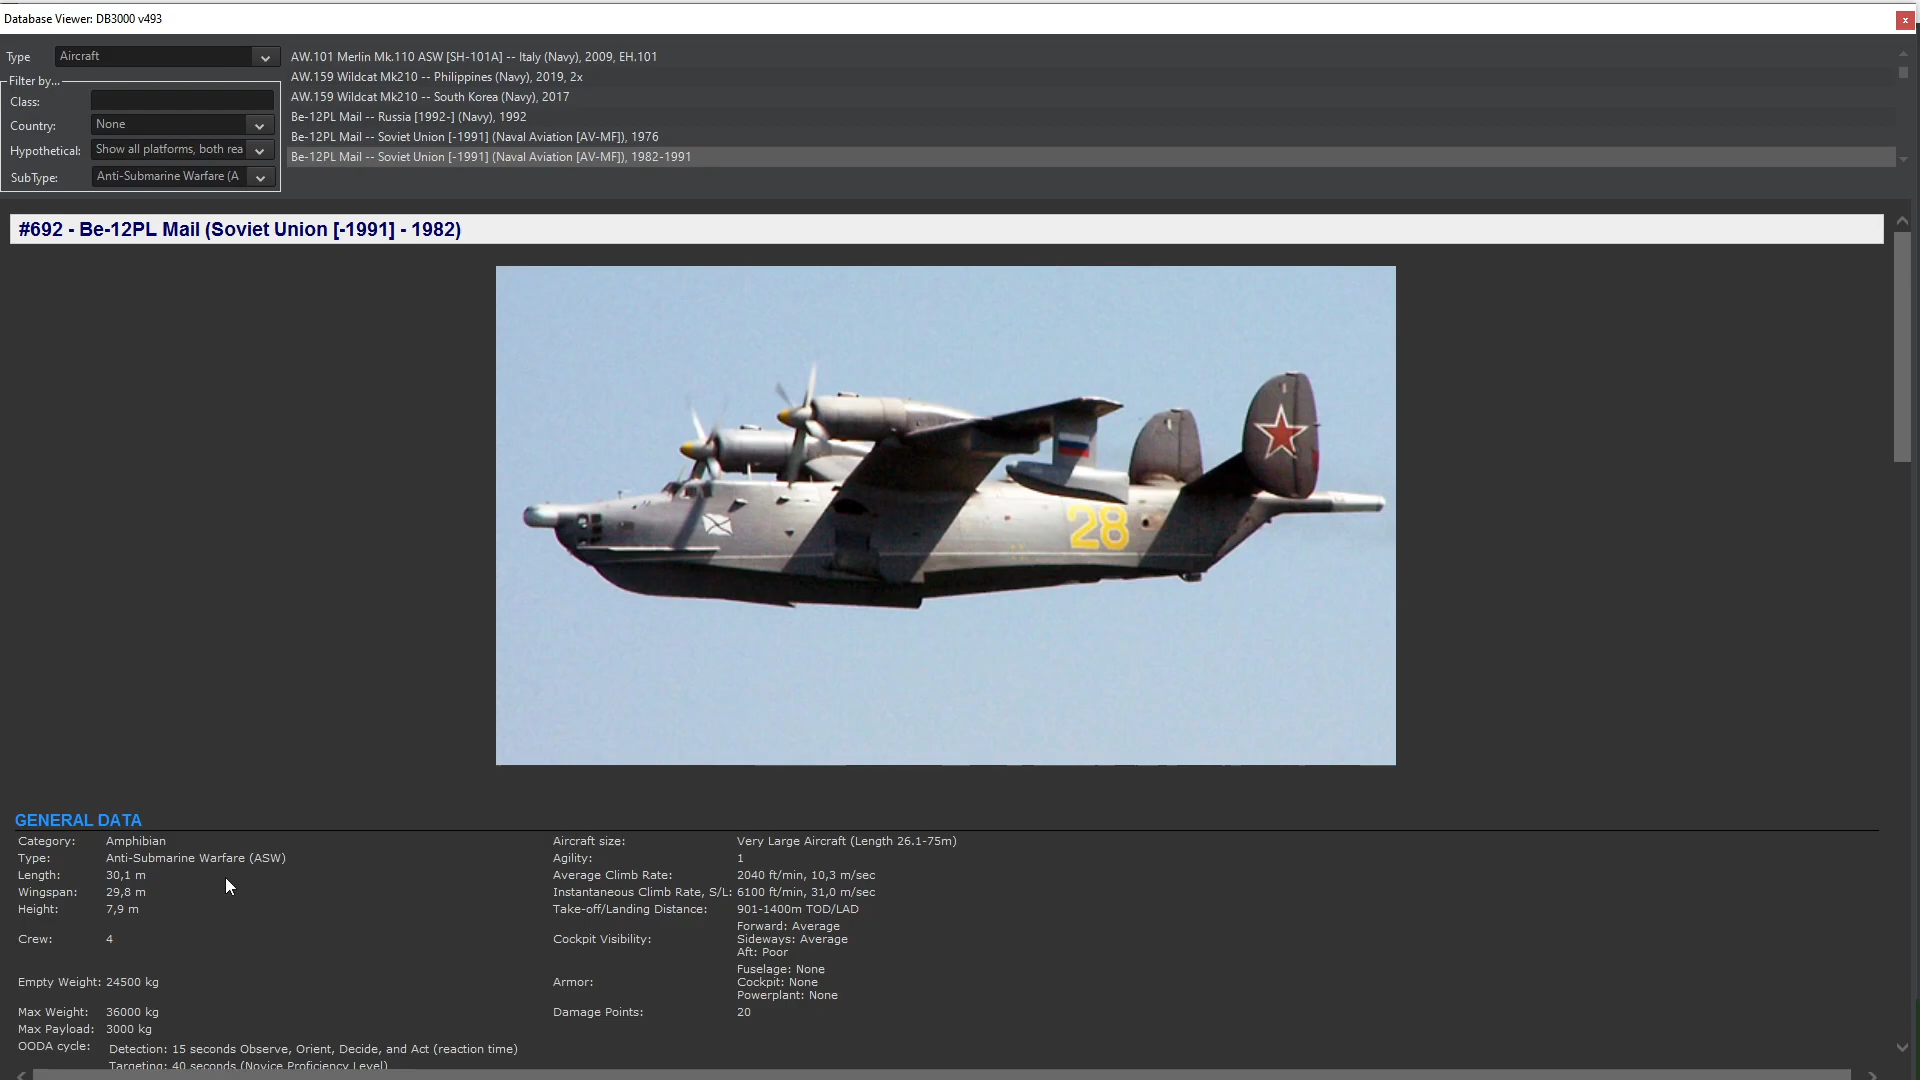 Database Viewer: DB3000 v493
x
Type
Aircraft
Filter by...
Class:
Country:
None
Hypothetical:
Show all platforms, both rea
SubType:
Anti-Submarine Warfare (A
AW.101 Merlin Mk.110 ASW [SH-101A] -- Italy (Navy), 2009, EH.101
AW.159 Wildcat Mk210 -- Philippines (Navy), 2019, 2x
AW.159 Wildcat Mk210 -- South Korea (Navy), 2017
Be-12PL Mail -- Russia [1992-] (Navy), 1992
Be-12PL Mail -- Soviet Union [-1991] (Naval Aviation [AV-MF]), 1976
Be-12PL Mail -- Soviet Union [-1991] (Naval Aviation [AV-MF]), 1982-1991
#692 - Be-12PL Mail (Soviet Union [-1991] - 1982)
28
GENERAL DATA
Category: Amphibian
Type: Anti-Submarine Warfare (ASW)
Length: 30,1 m
Wingspan: 29,8 m
Height: 7,9 m
Crew: 4
Empty Weight: 24500 kg
Max Weight: 36000 kg
Max Payload: 3000 kg
OODA cycle: Detection: 15 seconds Observe, Orient, Decide, and Act (reaction time)
Targeting: 40 seconds (Novice Proficiency Level)
Aircraft size: Very Large Aircraft (Length 26.1-75m)
Agility: 1
Average Climb Rate: 2040 ft/min, 10,3 m/sec
Instantaneous Climb Rate, S/L: 6100 ft/min, 31,0 m/sec
Take-off/Landing Distance: 901-1400m TOD/LAD
Cockpit Visibility: Forward: Average
Sideways: Average
Aft: Poor
Armor: Fuselage: None
Cockpit: None
Powerplant: None
Damage Points: 20